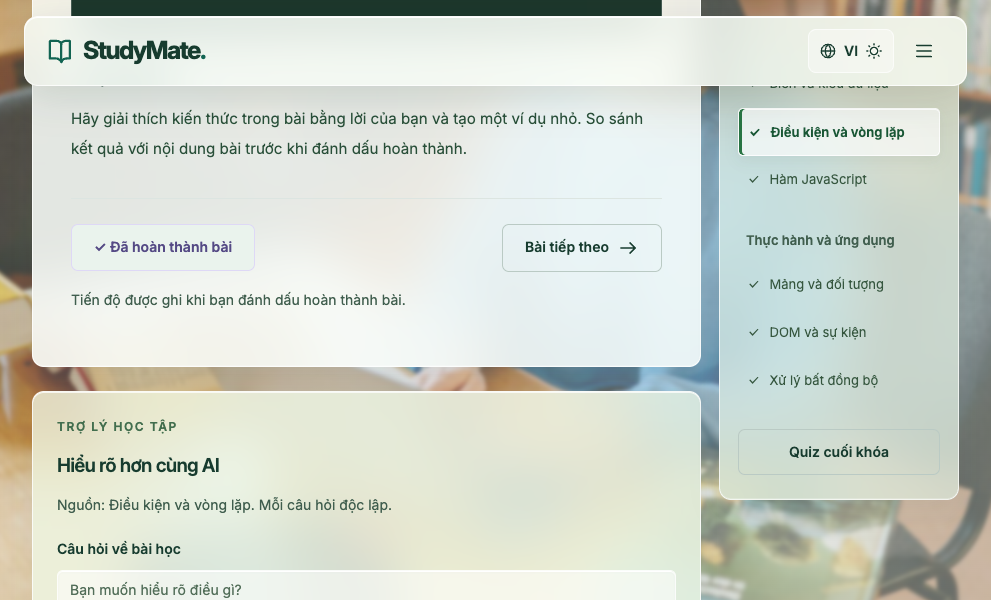 StudyMate.
VI
Hãy giải thích kiến thức trong bài bằng lời của bạn và tạo một ví dụ nhỏ. So sánh
kết quả với nội dung bài trước khi đánh dấu hoàn thành.
✓ Đã hoàn thành bài
Bài tiếp theo →
Tiến độ được ghi khi bạn đánh dấu hoàn thành bài.
TRỢ LÝ HỌC TẬP
Hiểu rõ hơn cùng AI
Nguồn: Điều kiện và vòng lặp. Mỗi câu hỏi độc lập.
Câu hỏi về bài học
Bạn muốn hiểu rõ điều gì?
Biến và kiểu dữ liệu
✓ Điều kiện và vòng lặp
✓ Hàm JavaScript
Thực hành và ứng dụng
✓ Mảng và đối tượng
✓ DOM và sự kiện
✓ Xử lý bất đồng bộ
Quiz cuối khóa